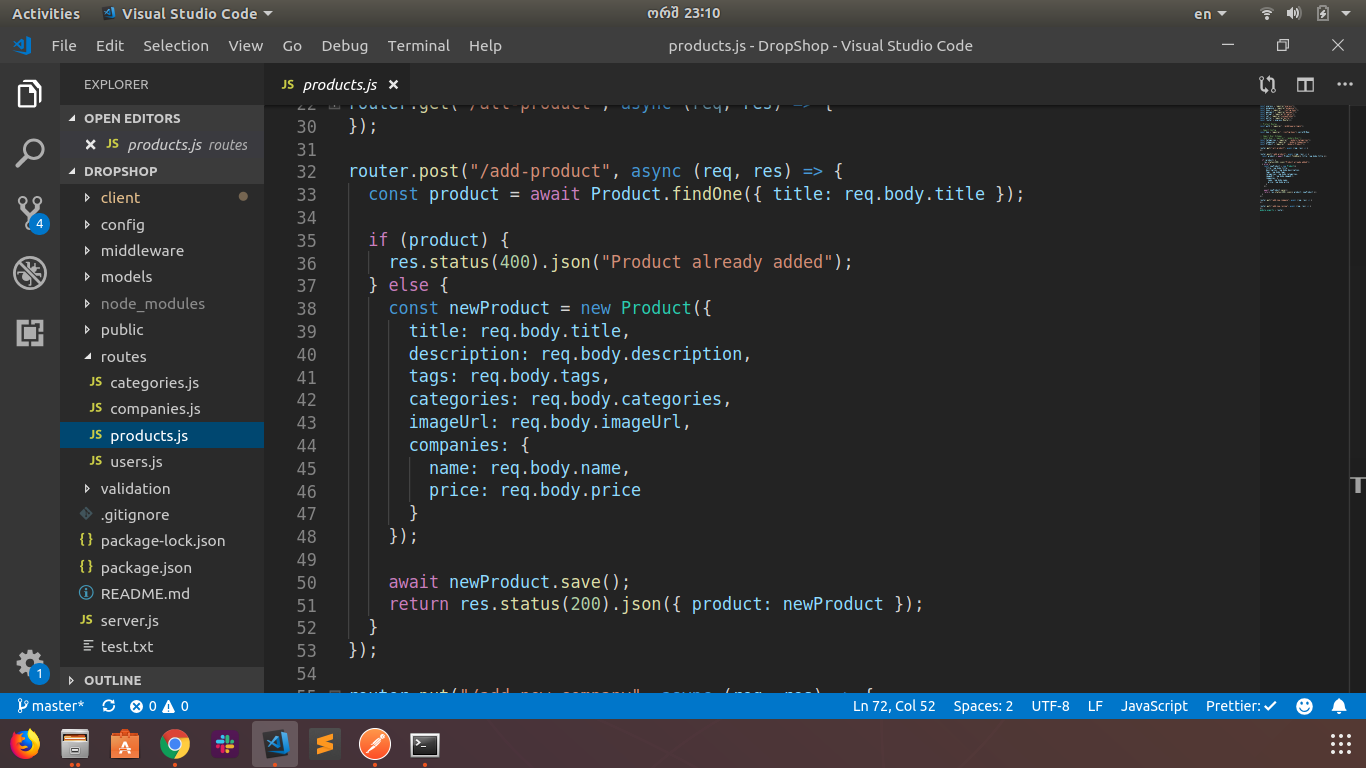 Activities Visual Studio Code ორშ 23:10 en
File Edit Selection View Go Debug Terminal Help products.js - DropShop - Visual Studio Code
EXPLORER
OPEN EDITORS
JS products.js routes
DROPSHOP
client
config
middleware
models
node_modules
public
routes
JS categories.js
JS companies.js
JS products.js
JS users.js
validation
.gitignore
{} package-lock.json
{} package.json
README.md
JS server.js
test.txt
OUTLINE
4
1
JS products.js
22 router.get("/all-product", async (req, res) => {
30 });
31
32 router.post("/add-product", async (req, res) => {
33 const product = await Product.findOne({ title: req.body.title });
34
35 if (product) {
36 res.status(400).json("Product already added");
37 } else {
38 const newProduct = new Product({
39 title: req.body.title,
40 description: req.body.description,
41 tags: req.body.tags,
42 categories: req.body.categories,
43 imageUrl: req.body.imageUrl,
44 companies: {
45 name: req.body.name,
46 price: req.body.price
47 }
48 });
49
50 await newProduct.save();
51 return res.status(200).json({ product: newProduct });
52 }
53 });
54
55 router.put("/add-new-company", async (req, res) => {
master* 0 0 Ln 72, Col 52 Spaces: 2 UTF-8 LF JavaScript Prettier: ✓